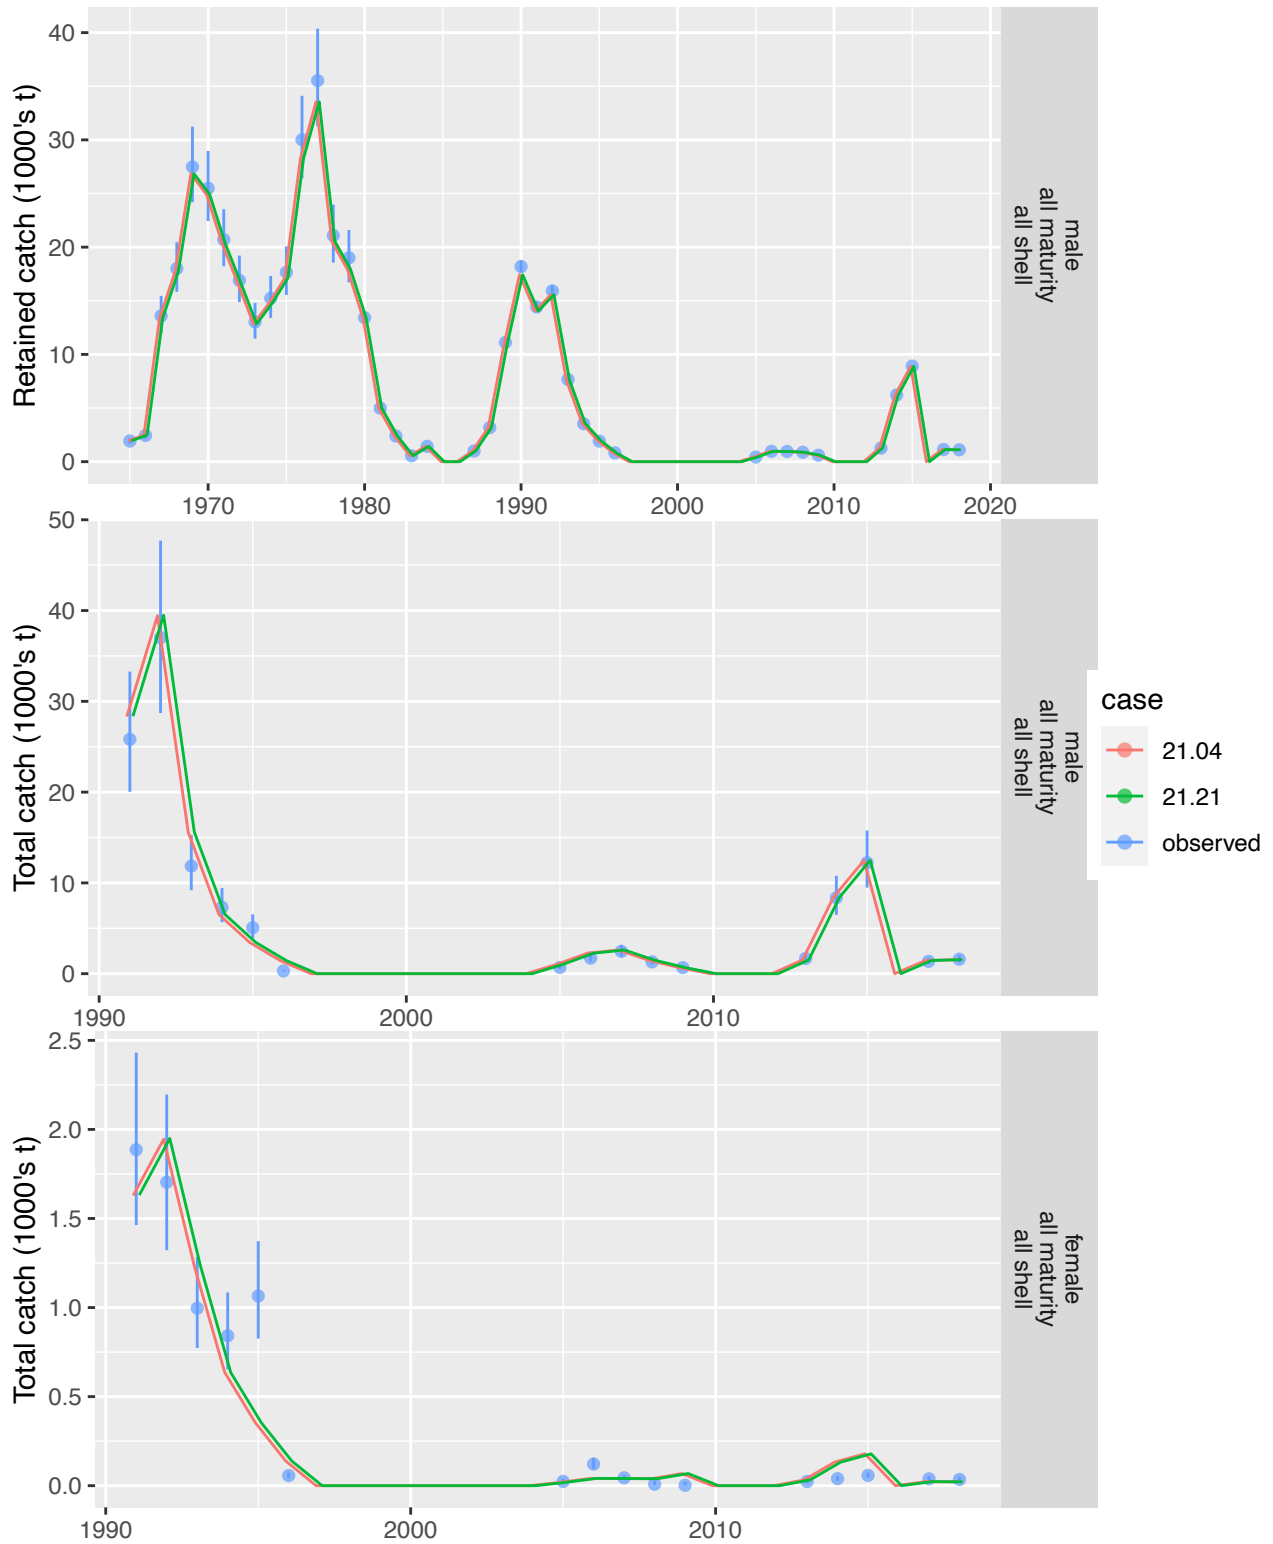 Retained catch (1000's t)
40
30
20
10
0
1970
1980
1990
2000
2010
2020
male
all maturity
all shell
Total catch (1000's t)
50
40
30
20
10
0
1990
2000
2010
male
all maturity
all shell
case
21.04
21.21
observed
Total catch (1000's t)
2.5
2.0
1.5
1.0
0.5
0.0
1990
2000
2010
female
all maturity
all shell